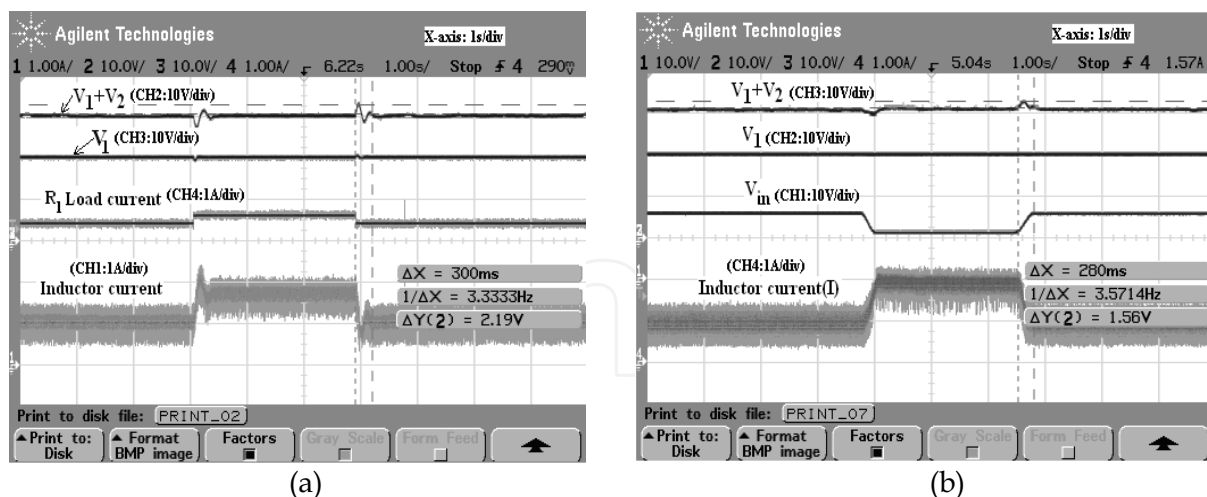 Agilent Technologies
X-axis: 1s/div
1 1.00A/ 2 10.0V/ 3 10.0V/ 4 1.00A/ 6.22s 1.00s/ Stop 4 290mV
V1+V2 (CH2:10V/div)
V1 (CH3:10V/div)
R1 Load current (CH4:1A/div)
(CH1:1A/div)
Inductor current
ΔX = 300ms
1/ΔX = 3.3333Hz
ΔY(2) = 2.19V
Print to disk file: PRINT_02
Print to: Disk
Format BMP image
Factors
Gray Scale
Form Feed
(a)
Agilent Technologies
X-axis: 1s/div
1 10.0V/ 2 10.0V/ 3 10.0V/ 4 1.00A/ 5.04s 1.00s/ Stop 4 1.57A
V1+V2 (CH3:10V/div)
V1 (CH2:10V/div)
Vin (CH1:10V/div)
(CH4:1A/div)
Inductor current(I)
ΔX = 280ms
1/ΔX = 3.5714Hz
ΔY(2) = 1.56V
Print to disk file: PRINT_07
Print to: Disk
Format BMP image
Factors
Gray Scale
Form Feed
(b)